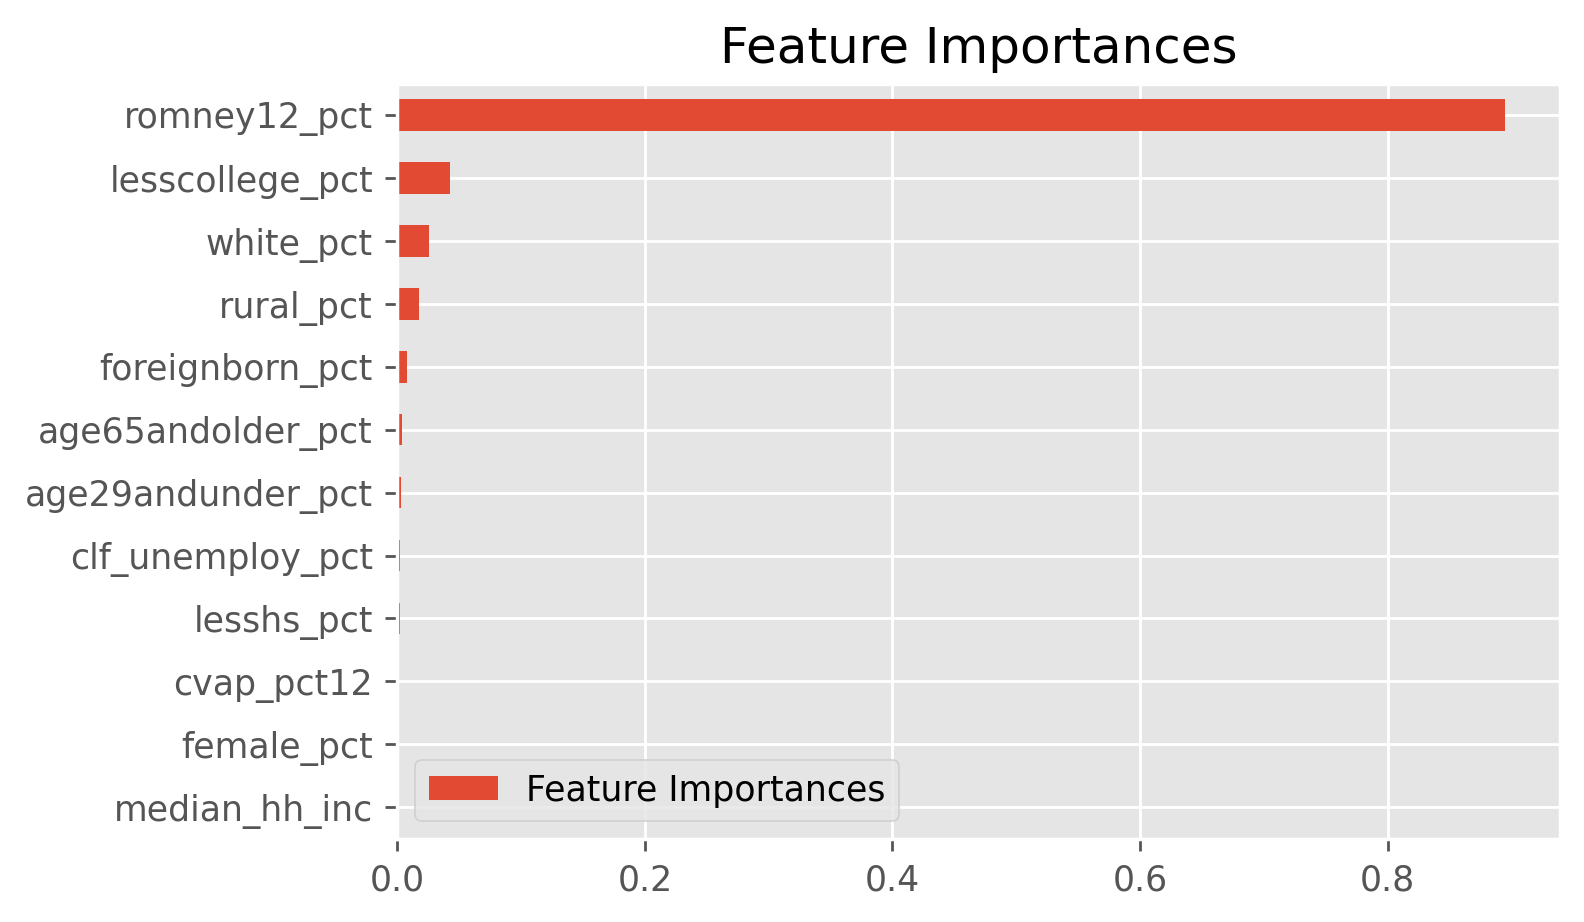 Feature Importances
romney12_pct
lesscollege_pct
white_pct
rural_pct
foreignborn_pct
age65andolder_pct
age29andunder_pct
clf_unemploy_pct
lesshs_pct
cvap_pct12
female_pct
median_hh_inc
Feature Importances
0.0 0.2 0.4 0.6 0.8